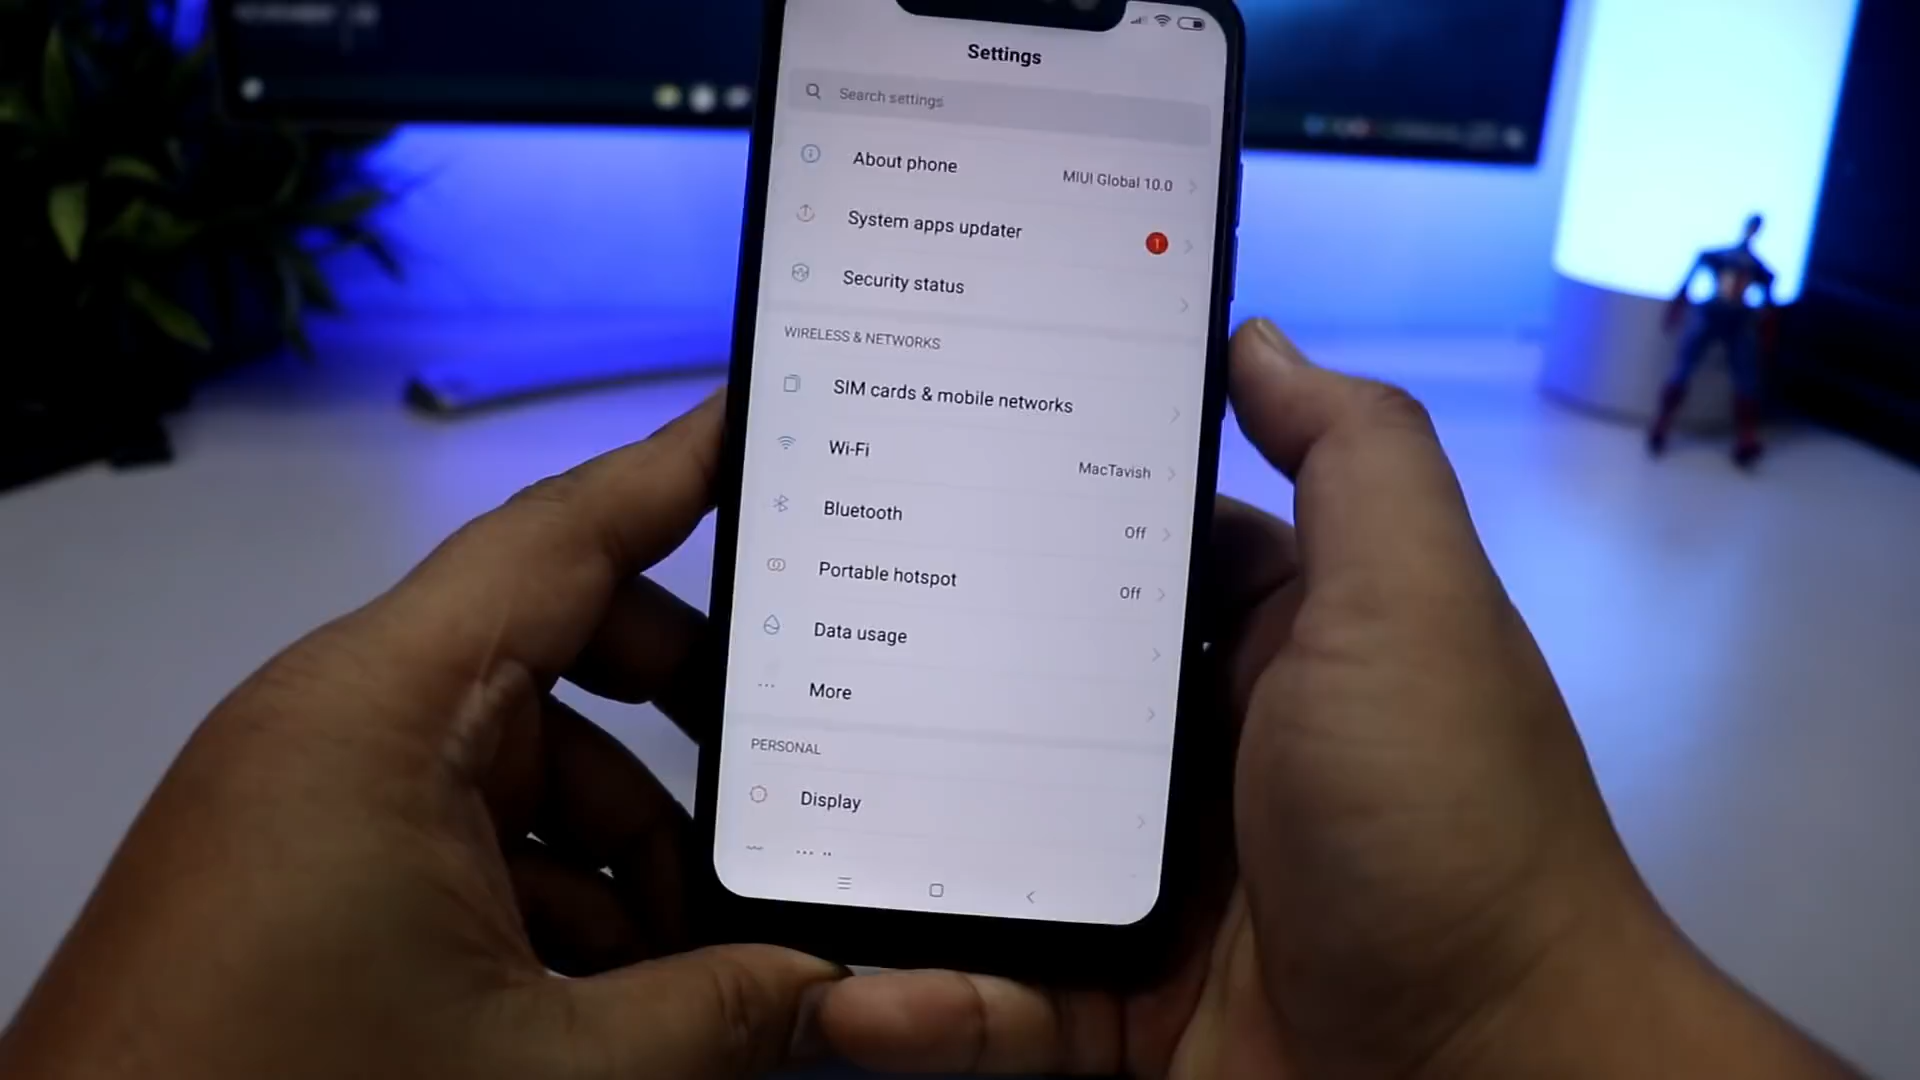 Settings
Search settings
About phone
MIUI Global 10.0
System apps updater
1
Security status
WIRELESS & NETWORKS
SIM cards & mobile networks
Wi-Fi
MacTavish
Bluetooth
Off
Portable hotspot
Off
Data usage
More
PERSONAL
Display